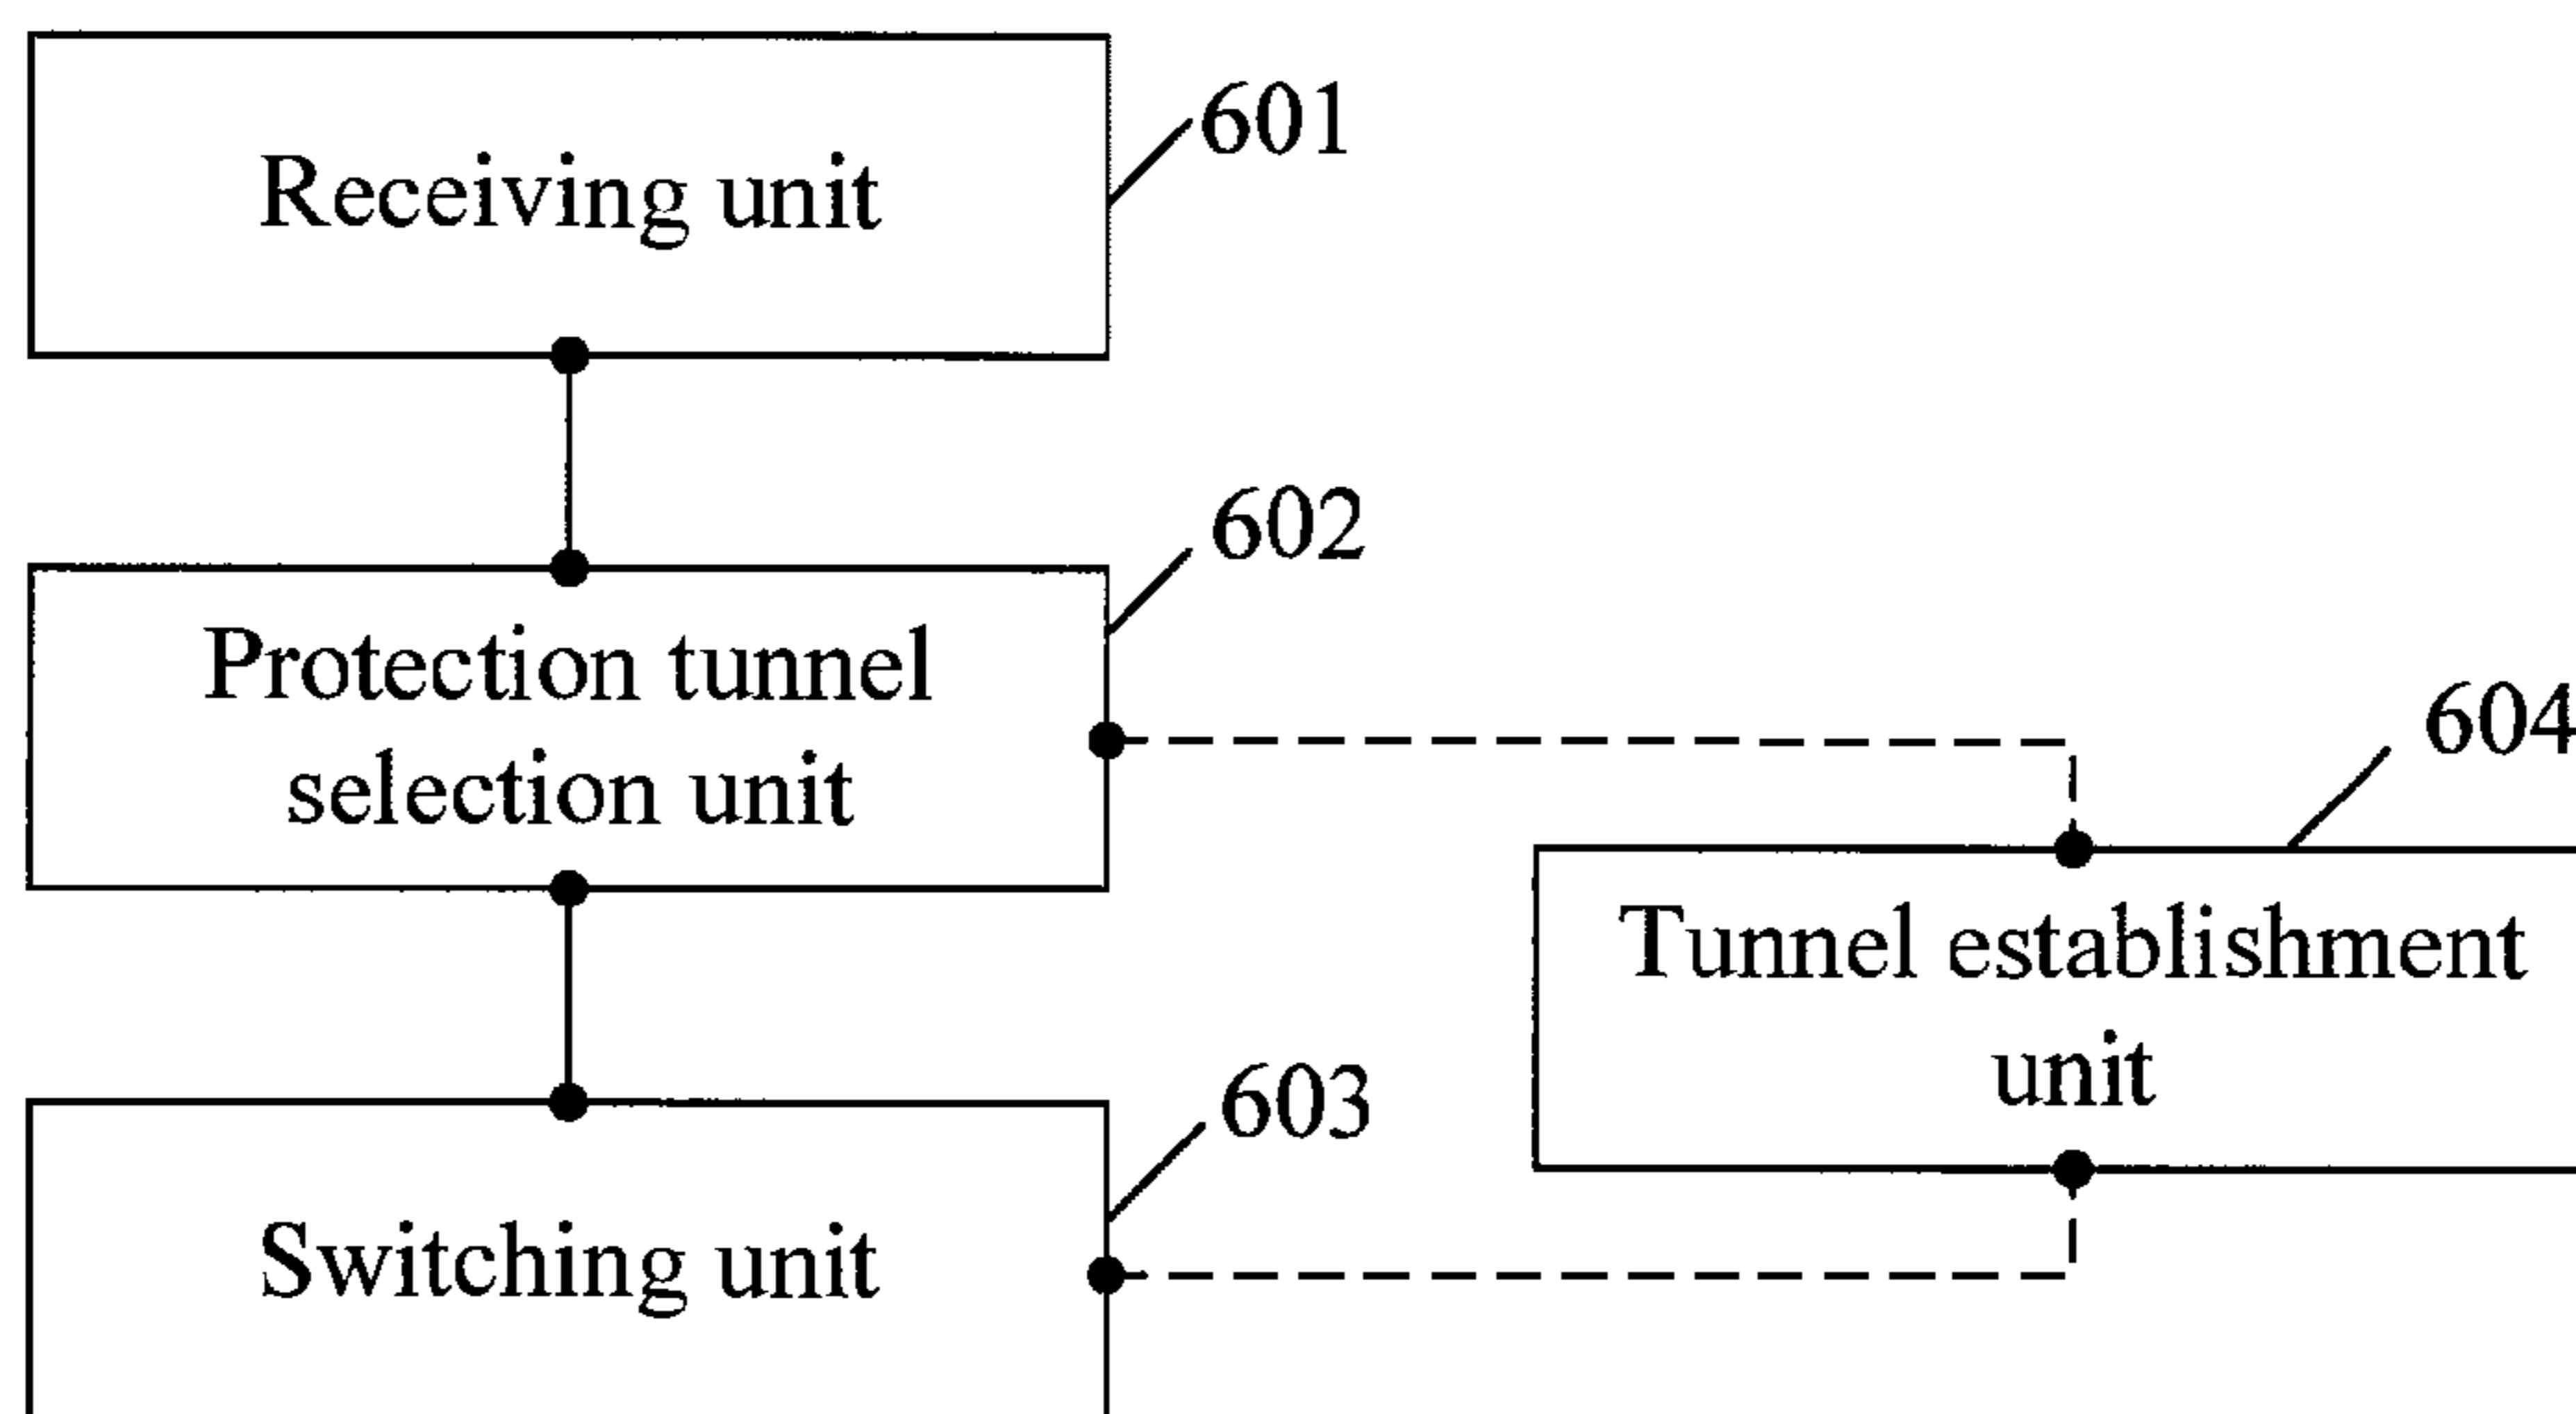 601
Receiving unit
602
Protection tunnel
selection unit
604
Tunnel establishment
unit
603
Switching unit